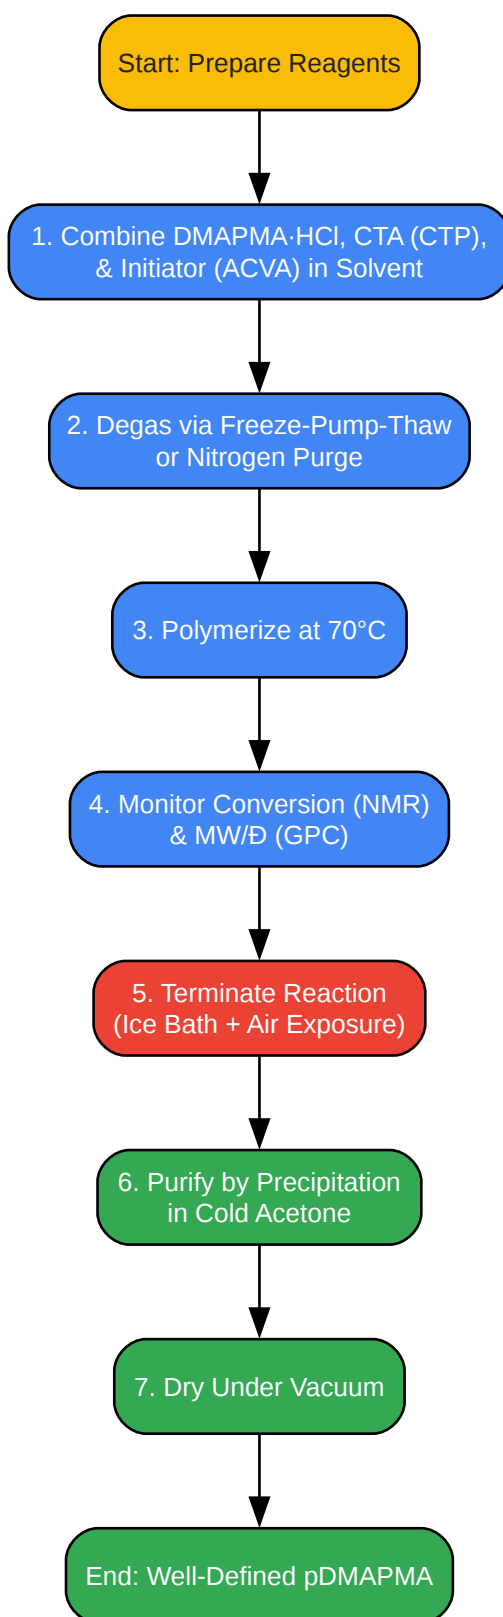 Start: Prepare Reagents
1. Combine DMAPMA·HCl, CTA (CTP),
& Initiator (ACVA) in Solvent
2. Degas via Freeze-Pump-Thaw
or Nitrogen Purge
3. Polymerize at 70°C
4. Monitor Conversion (NMR)
& MW/Đ (GPC)
5. Terminate Reaction
(Ice Bath + Air Exposure)
6. Purify by Precipitation
in Cold Acetone
7. Dry Under Vacuum
End: Well-Defined pDMAPMA